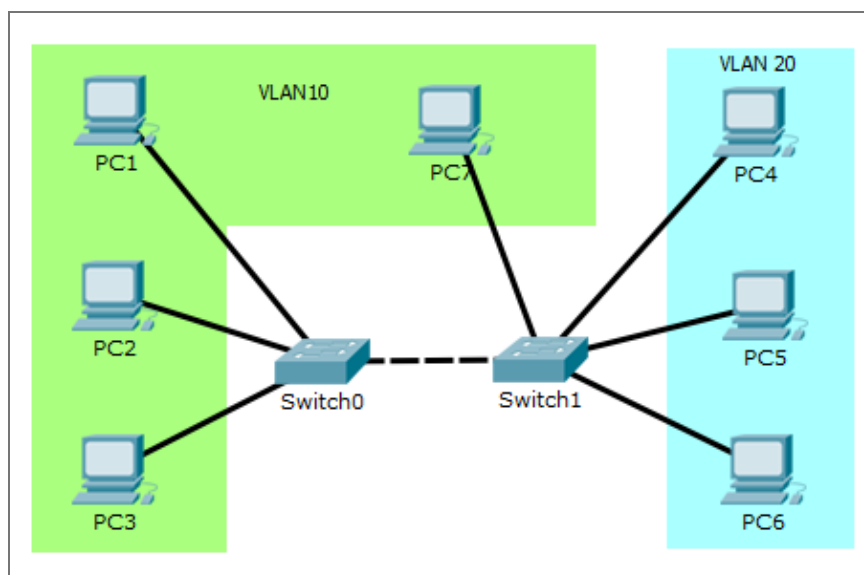 VLAN10
VLAN 20
PC1
PC7
PC4
PC2
PC5
Switch0
Switch1
PC3
PC6